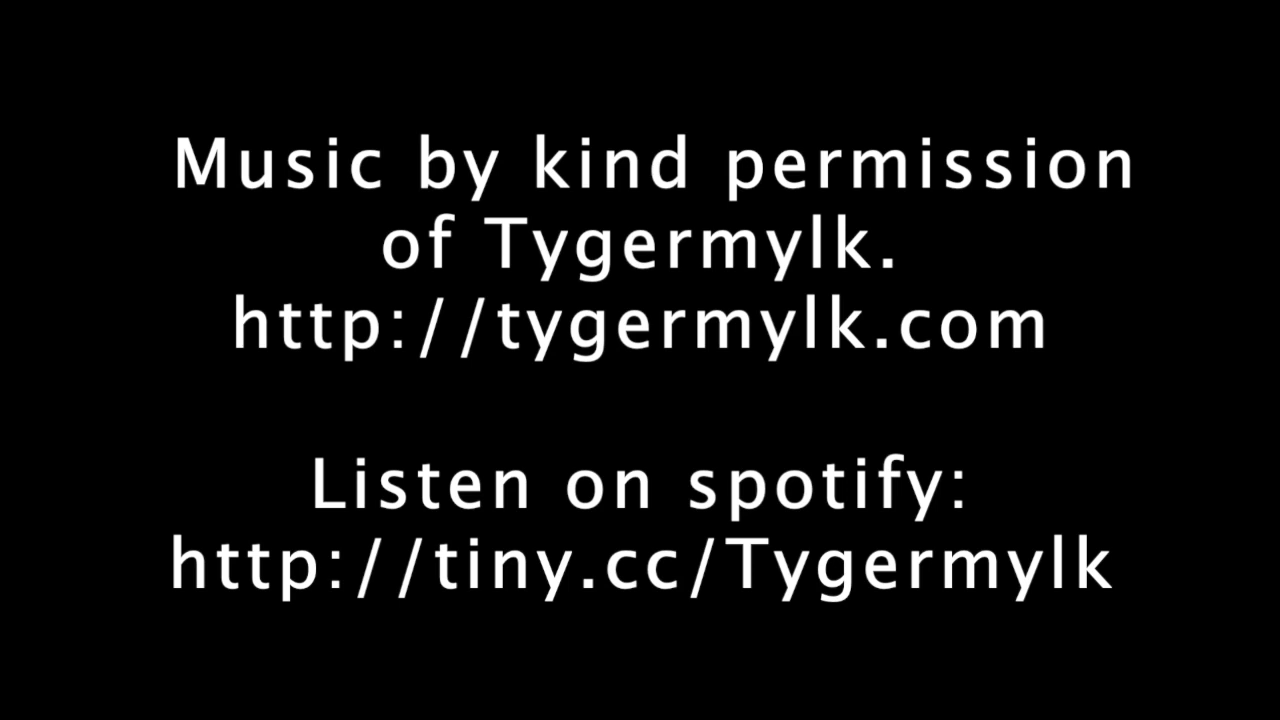 Music by kind permission
of Tygermylk.
http://tygermylk.com
Listen on spotify:
http://tiny.cc/Tygermylk